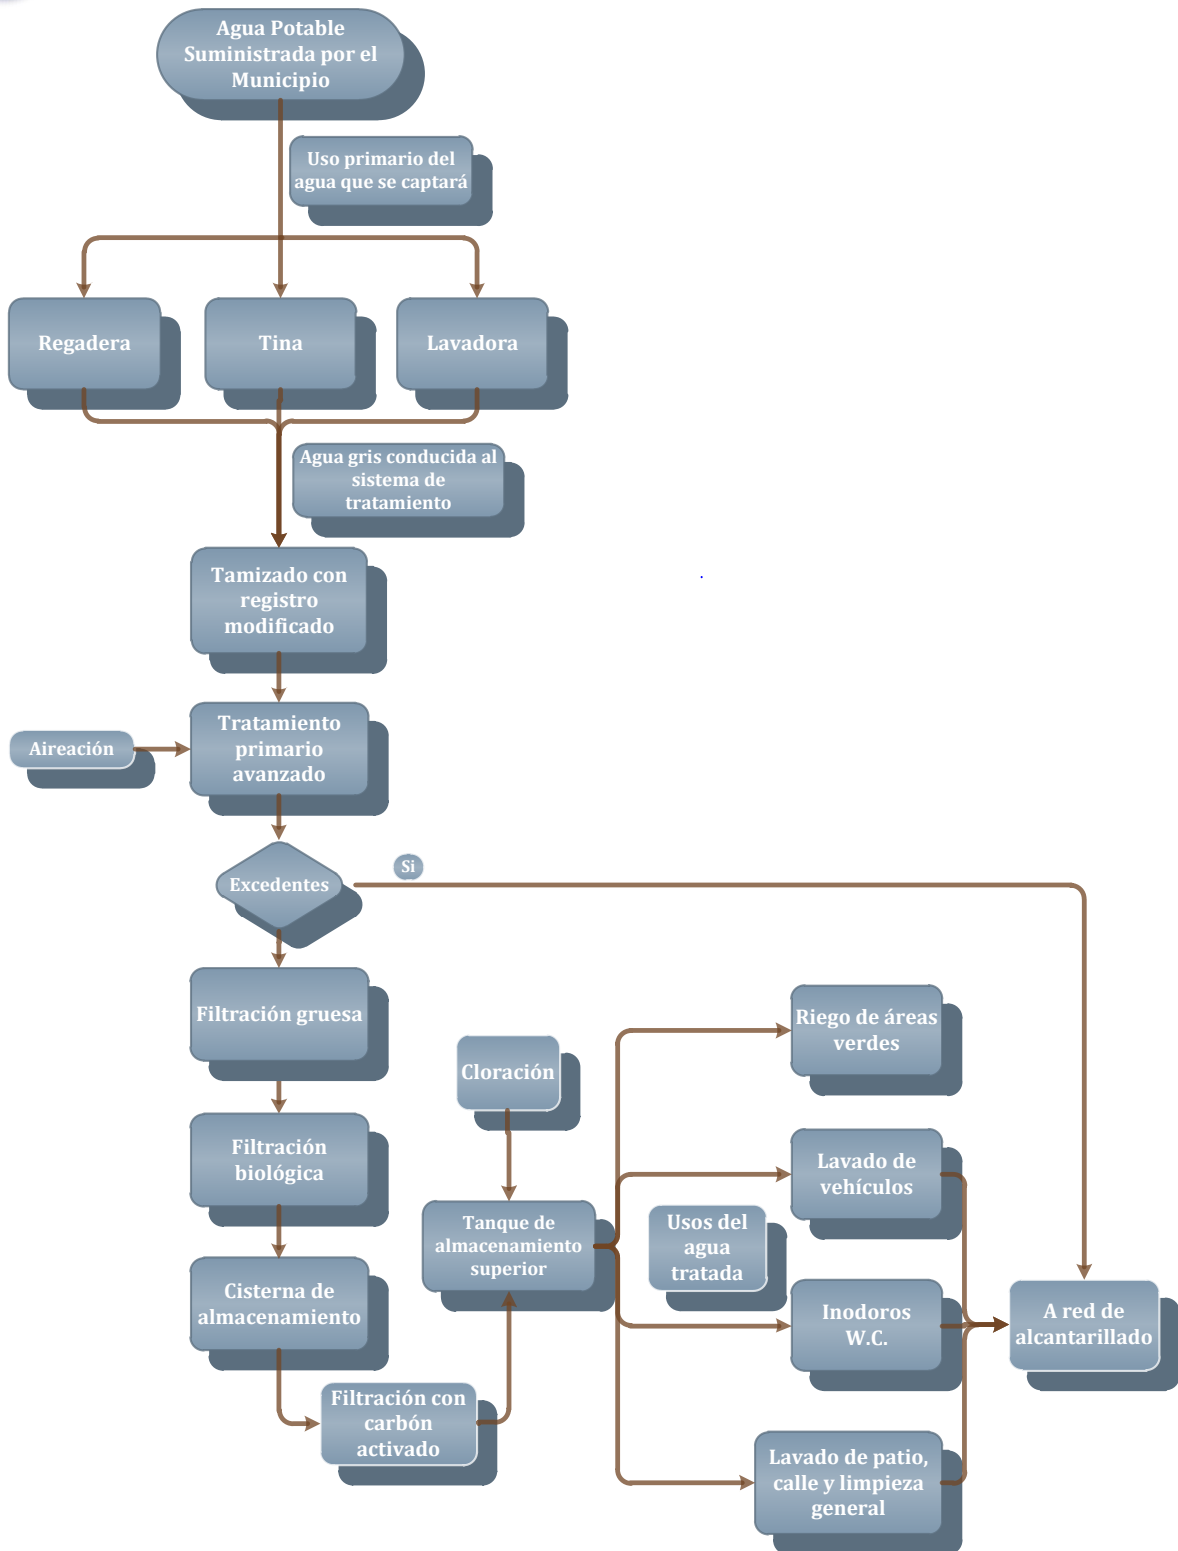 Agua Potable
Suministrada por el
Municipio
Uso primario del
agua que se captará
Regadera
Tina
Lavadora
Agua gris conducida al
sistema de
tratamiento
Tamizado con
registro
modificado
Aireación
Tratamiento
primario
avanzado
Si
Excedentes
Filtración gruesa
Filtración
biológica
Cisterna de
almacenamiento
Filtración con
carbón
activado
Cloración
Tanque de
almacenamiento
superior
Usos del
agua
tratada
Riego de áreas
verdes
Lavado de
vehículos
Inodoros
W.C.
Lavado de patio,
calle y limpieza
general
A red de
alcantarillado